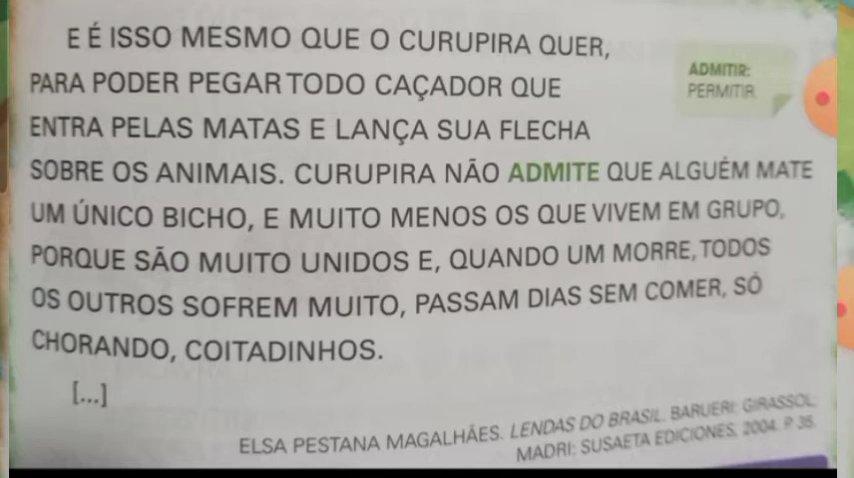 E É ISSO MESMO QUE O CURUPIRA QUER,
PARA PODER PEGAR TODO CAÇADOR QUE
ENTRA PELAS MATAS E LANÇA SUA FLECHA
SOBRE OS ANIMAIS. CURUPIRA NÃO ADMITE QUE ALGUÉM MATE
UM ÚNICO BICHO, E MUITO MENOS OS QUE VIVEM EM GRUPO,
PORQUE SÃO MUITO UNIDOS E, QUANDO UM MORRE, TODOS
OS OUTROS SOFREM MUITO, PASSAM DIAS SEM COMER, SÓ
CHORANDO, COITADINHOS.
[...]
ADMITIR:
PERMITIR.
ELSA PESTANA MAGALHÃES. LENDAS DO BRASIL. BARUERI: GIRASSOL;
MADRI: SUSAETA EDICIONES, 2004. P. 36.